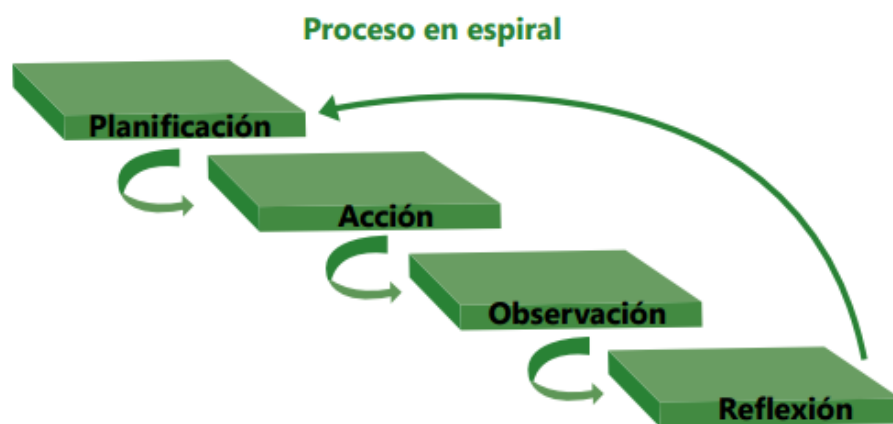 Proceso en espiral
Planificación
Acción
Observación
Reflexión